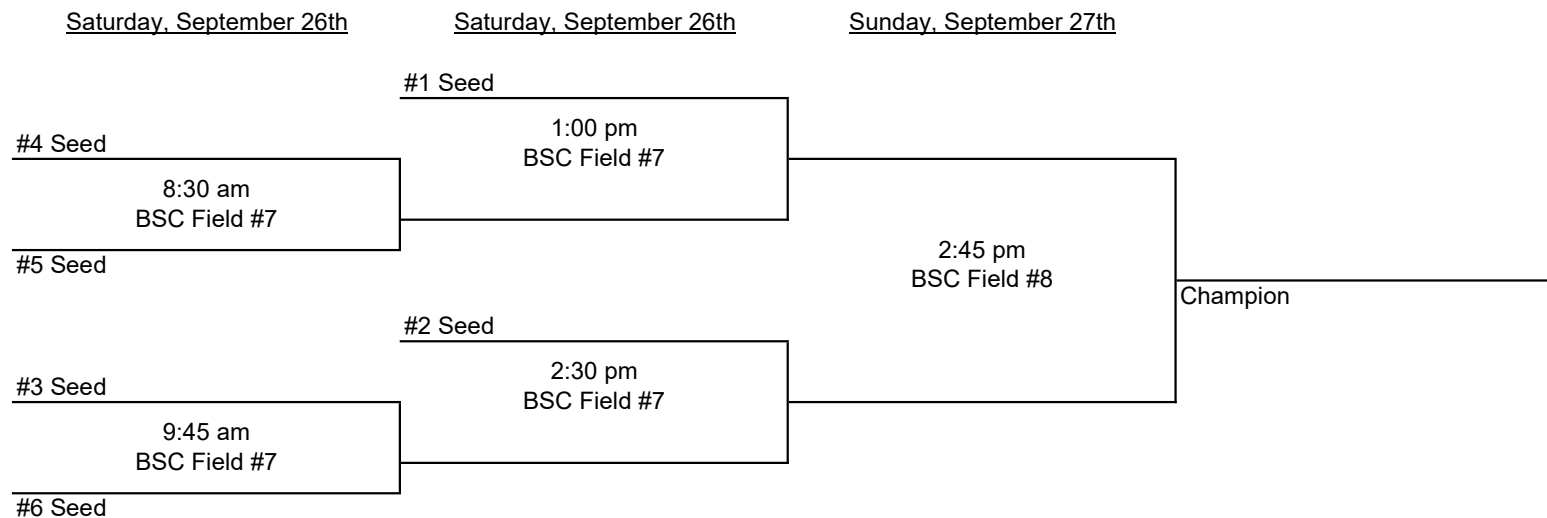 Saturday, September 26th
Saturday, September 26th
Sunday, September 27th
#1 Seed
1:00 pm
BSC Field #7
#4 Seed
8:30 am
BSC Field #7
#5 Seed
2:45 pm
BSC Field #8
Champion
#2 Seed
2:30 pm
BSC Field #7
#3 Seed
9:45 am
BSC Field #7
#6 Seed